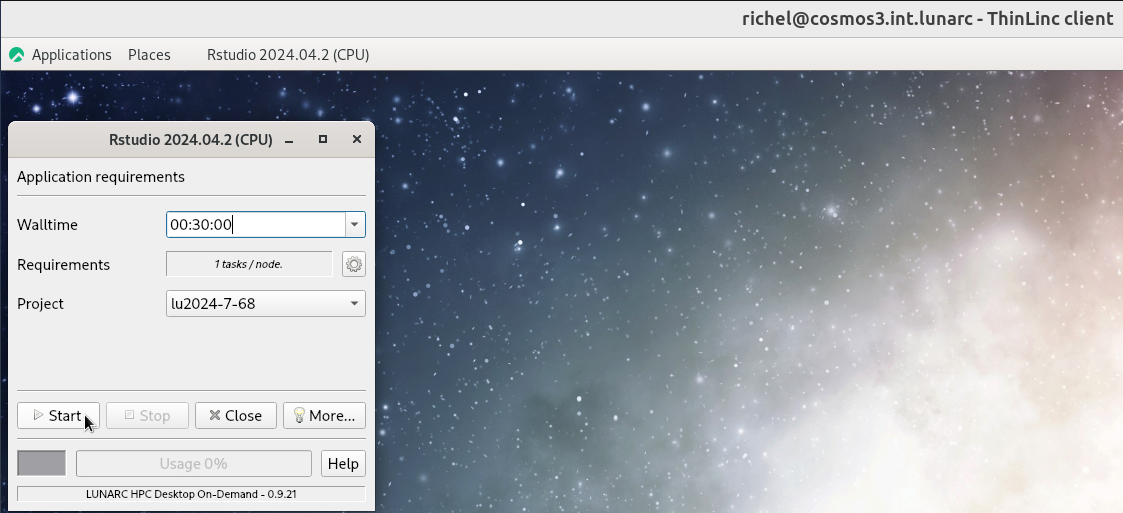 richel@cosmos3.int.lunarc - ThinLinc client
Applications Places Rstudio 2024.04.2 (CPU)
Rstudio 2024.04.2 (CPU)
Application requirements
Walltime 00:30:00
Requirements 1 tasks / node.
Project lu2024-7-68
Start Stop Close More...
Usage 0% Help
LUNARC HPC Desktop On-Demand - 0.9.21